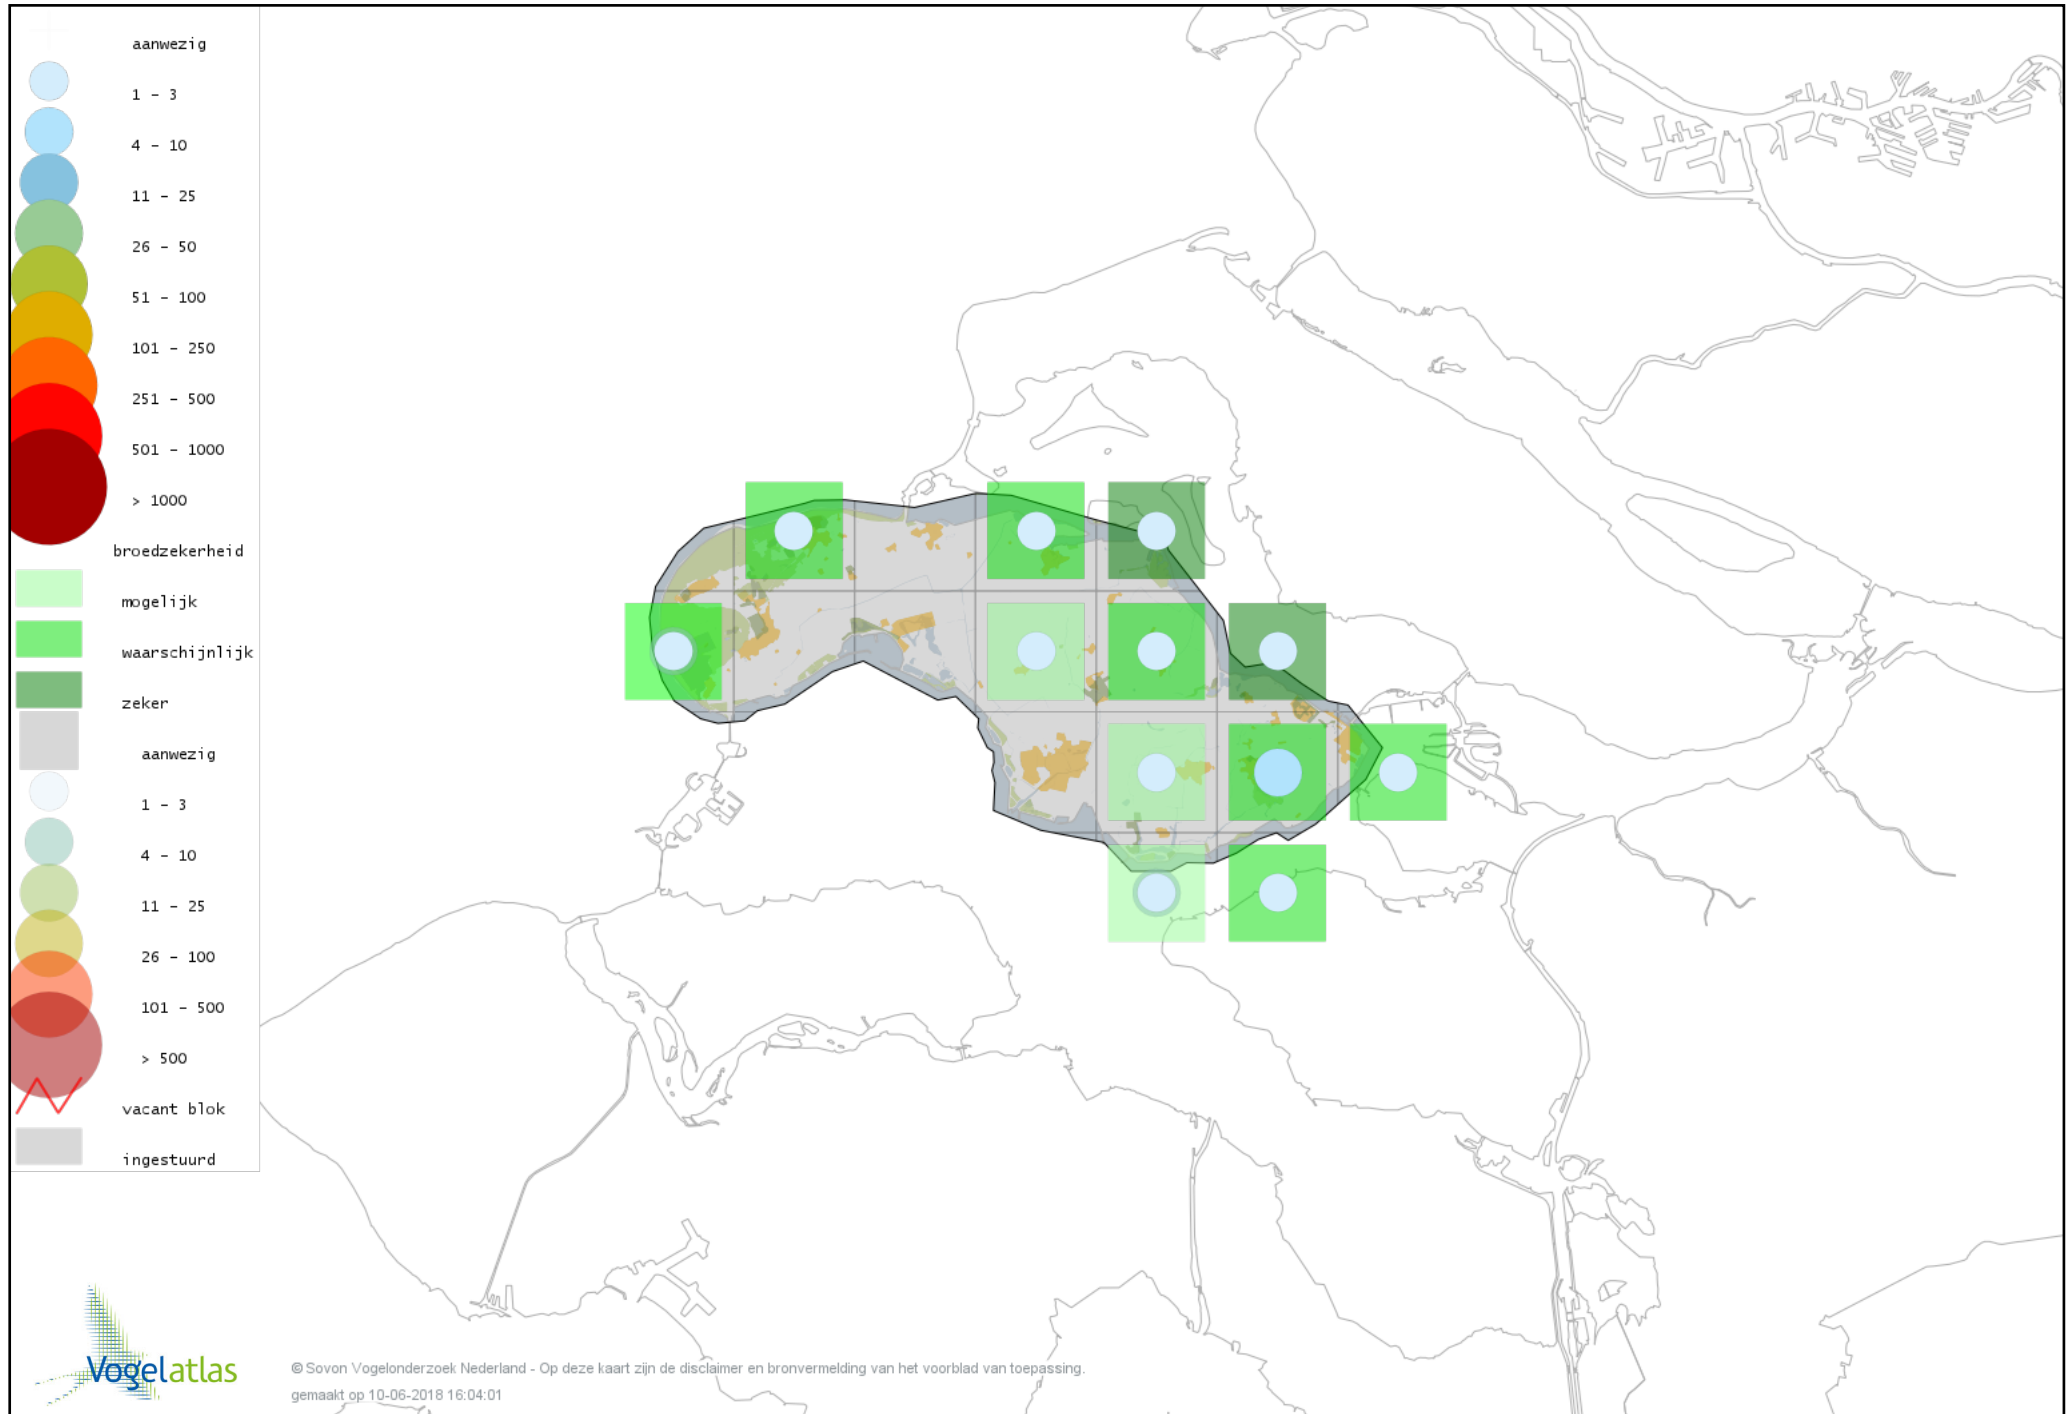 aanwezig
1 - 3
4 - 10
11 - 25
26 - 50
51 - 100
101 - 250
251 - 500
501 - 1000
> 1000
broedzekerheid
mogelijk
waarschijnlijk
zeker
aanwezig
1 - 3
4 - 10
11 - 25
26 - 100
101 - 500
> 500
vacant blok
ingestuurd
Vogelatlas
© Sovon Vogelonderzoek Nederland - Op deze kaart zijn de disclaimer en bronvermelding van het voorblad van toepassing.
gemaakt op 10-06-2018 16:04:01